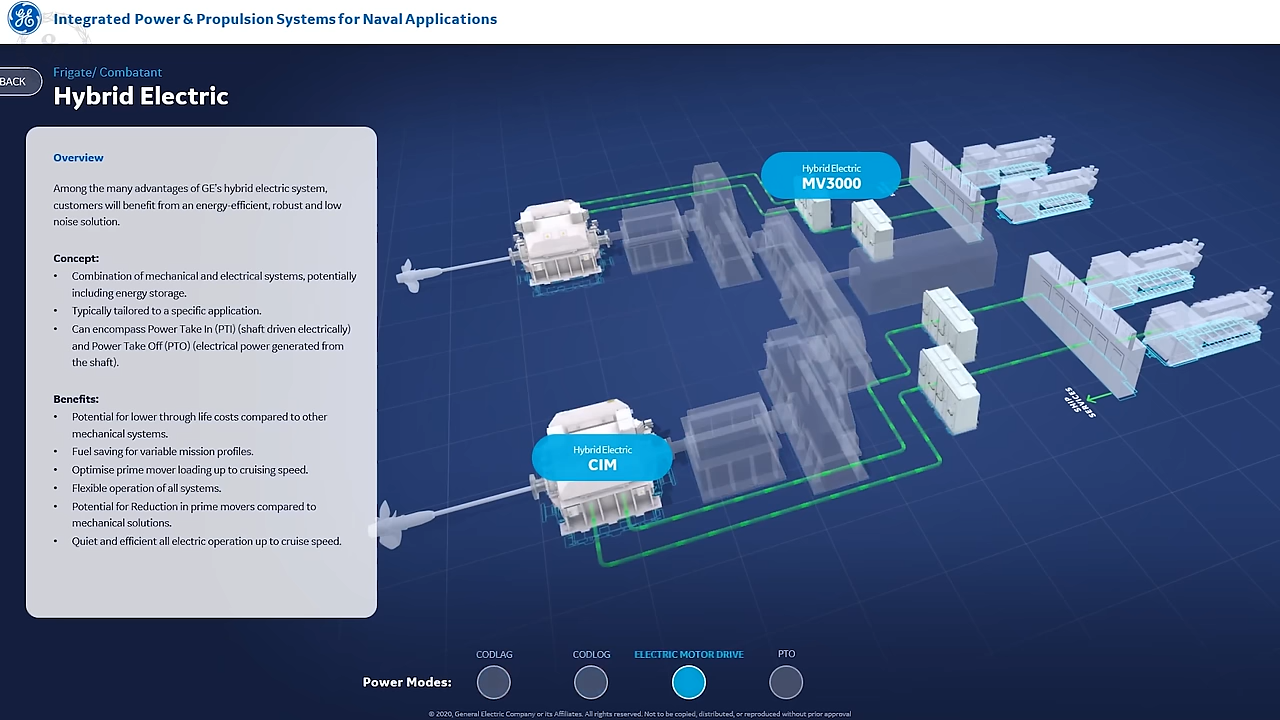 Integrated Power & Propulsion Systems for Naval Applications
BACK
Frigate/ Combatant
Hybrid Electric
Overview
Among the many advantages of GE's hybrid electric system,
customers will benefit from an energy-efficient, robust and low
noise solution.
Concept:
• Combination of mechanical and electrical systems, potentially
including energy storage.
• Typically tailored to a specific application.
• Can encompass Power Take In (PTI) (shaft driven electrically)
and Power Take Off (PTO) (electrical power generated from
the shaft).
Benefits:
• Potential for lower through life costs compared to other
mechanical systems.
• Fuel saving for variable mission profiles.
• Optimise prime mover loading up to cruising speed.
• Flexible operation of all systems.
• Potential for Reduction in prime movers compared to
mechanical solutions.
• Quiet and efficient all electric operation up to cruise speed.
Hybrid Electric
MV3000
Hybrid Electric
CIM
SHIP
SERVICES
CODLAG
CODLOG
ELECTRIC MOTOR DRIVE
PTO
Power Modes:
© 2020, General Electric Company or its Affiliates. All rights reserved. Not to be copied, distributed, or reproduced without prior approval